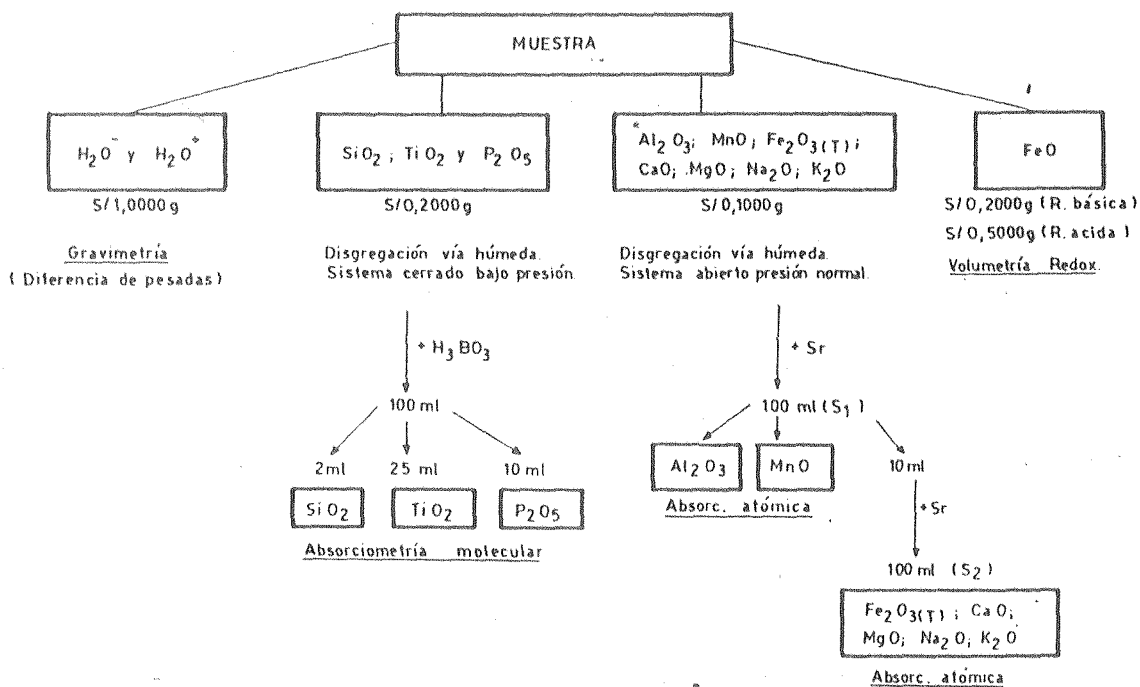 MUESTRA
H₂O⁻ y H₂O⁺
S/1,0000g
Gravimetría
(Diferencia de pesadas)
SiO₂ ; TiO₂ y P₂O₅
S/0,2000g
Disgregación vía húmeda.
Sistema cerrado bajo presión.
+ H₃BO₃
100 ml
2ml 25 ml 10 ml
SiO₂ TiO₂ P₂O₅
Absorciometría molecular
*Al₂O₃; MnO; Fe₂O₃(T);
CaO; MgO; Na₂O; K₂O
S/0,1000g
Disgregación vía húmeda.
Sistema abierto presión normal.
+ Sr
100 ml (S₁)
Al₂O₃ MnO 10 ml
Absorc. atómica
+ Sr
100 ml (S₂)
Fe₂O₃(T) ; CaO;
MgO; Na₂O; K₂O
Absorc. atómica
FeO
S/0,2000g (R. básica)
S/0,5000g (R. acida)
Volumetría Redox.